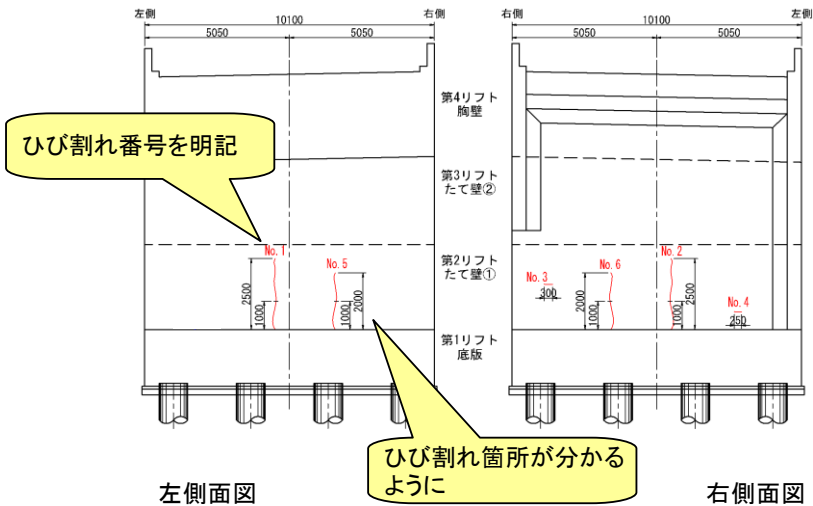 左側
右側
10100
5050
5050
右側
左側
10100
5050
5050
第4リフト
胸壁
ひび割れ番号を明記
第3リフト
たて壁②
No.1
No.5
2500
1000
1000
2000
第2リフト
たて壁①
No.3
300
No.6
2000
1000
No.2
1000
2500
No.4
250
第1リフト
底版
ひび割れ箇所が分かる
ように
左側面図
右側面図